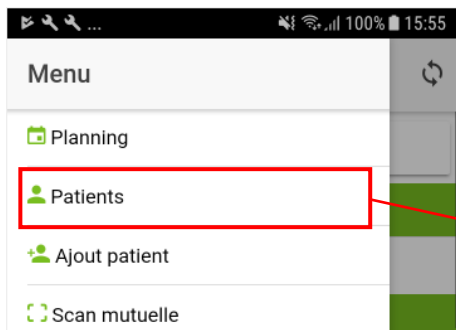 ... 100% 15:55
Menu
Planning
Patients
Ajout patient
Scan mutuelle